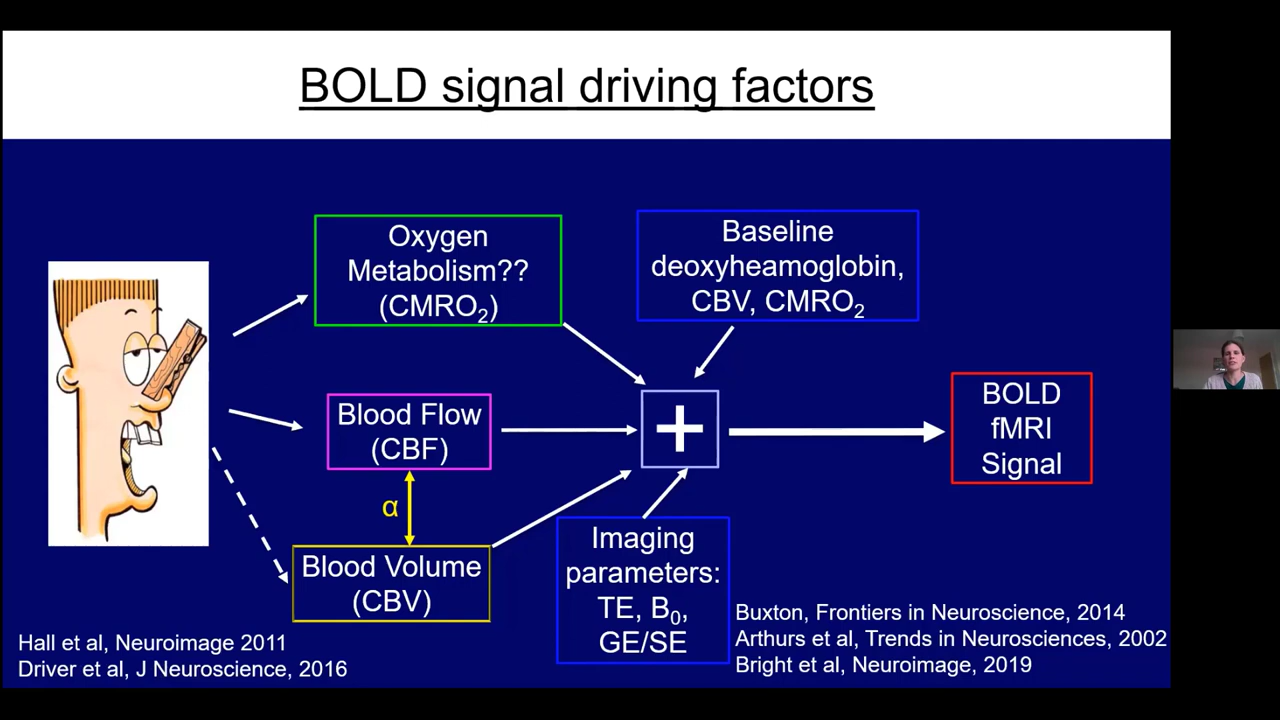 BOLD signal driving factors
Oxygen
Metabolism??
(CMRO₂)
Baseline
deoxyheamoglobin,
CBV, CMRO₂
Blood Flow
(CBF)
+
BOLD
fMRI
Signal
α
Blood Volume
(CBV)
Imaging
parameters:
TE, B₀,
GE/SE
Hall et al, Neuroimage 2011
Driver et al, J Neuroscience, 2016
Buxton, Frontiers in Neuroscience, 2014
Arthurs et al, Trends in Neurosciences, 2002
Bright et al, Neuroimage, 2019